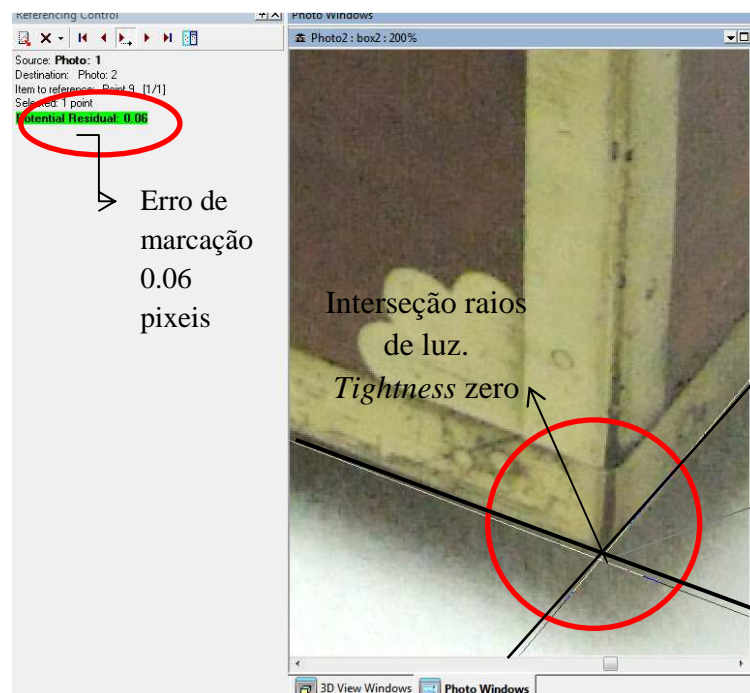 Referencing Control
Source: Photo: 1
Destination: Photo: 2
Item to reference: Point 9 [1/1]
Selected: 1 point
Potential Residual: 0.06
Erro de
marcação
0.06
pixeis
Photo Windows
Photo2 : box2 : 200%
Interseção raios
de luz.
Tightness zero
3D View Windows
Photo Windows